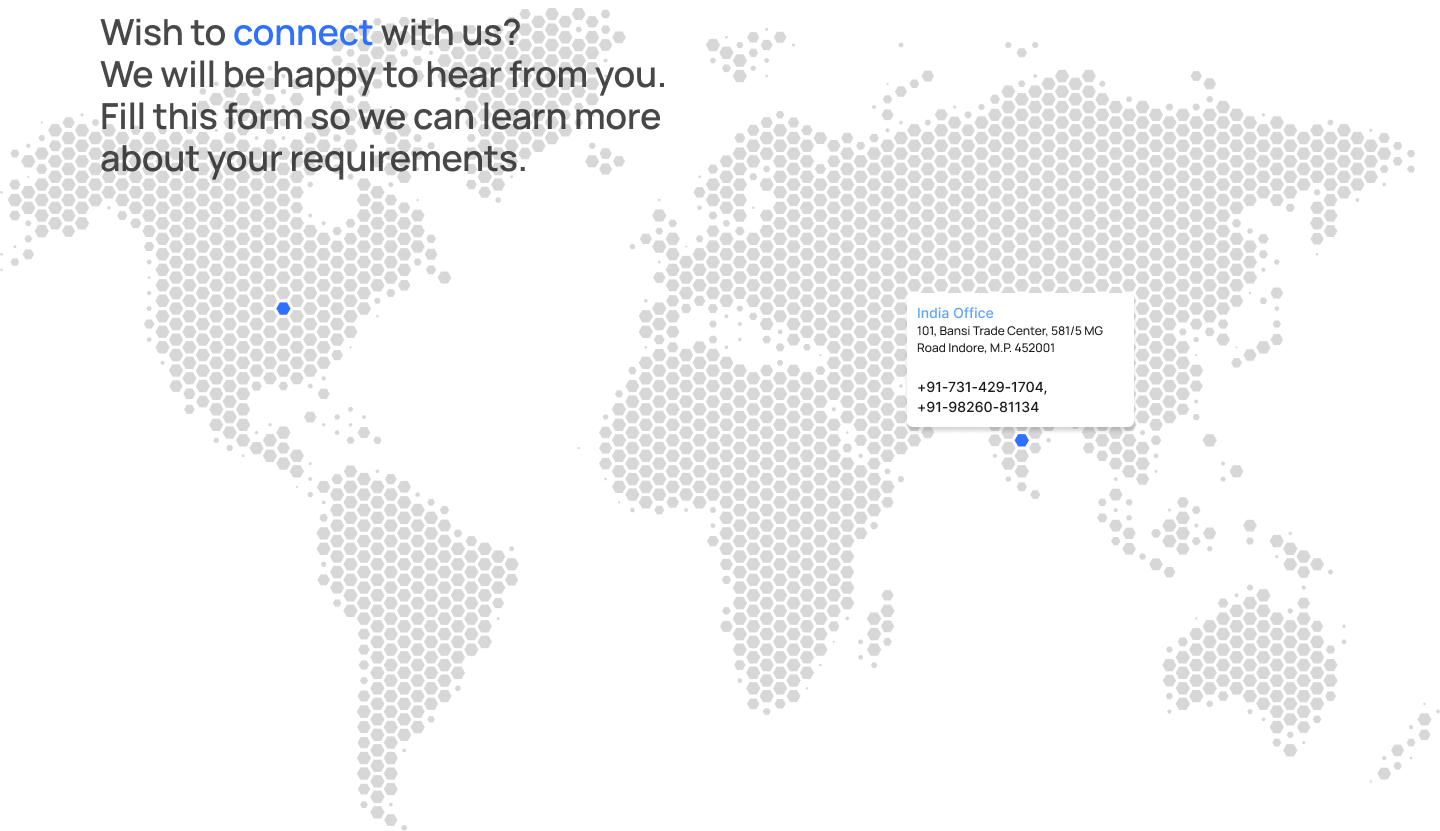 Wish to connect with us?
We will be happy to hear from you.
Fill this form so we can learn more
about your requirements.
India Office
101, Bansi Trade Center, 581/5 MG
Road Indore, M.P. 452001
+91-731-429-1704,
+91-98260-81134